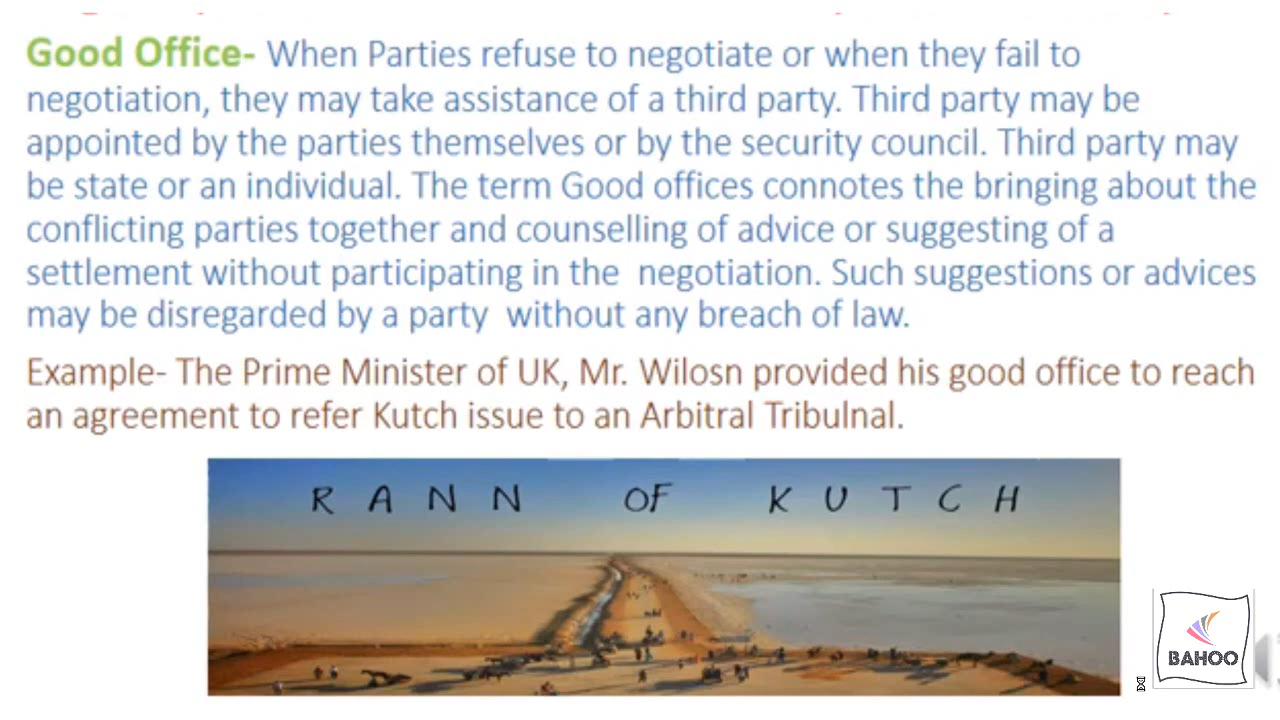 Good Office- When Parties refuse to negotiate or when they fail to
negotiation, they may take assistance of a third party. Third party may be
appointed by the parties themselves or by the security council. Third party may
be state or an individual. The term Good offices connotes the bringing about the
conflicting parties together and counselling of advice or suggesting of a
settlement without participating in the negotiation. Such suggestions or advices
may be disregarded by a party without any breach of law.
Example- The Prime Minister of UK, Mr. Wilosn provided his good office to reach
an agreement to refer Kutch issue to an Arbitral Tribulnal.
RANN OF KUTCH
BAHOO